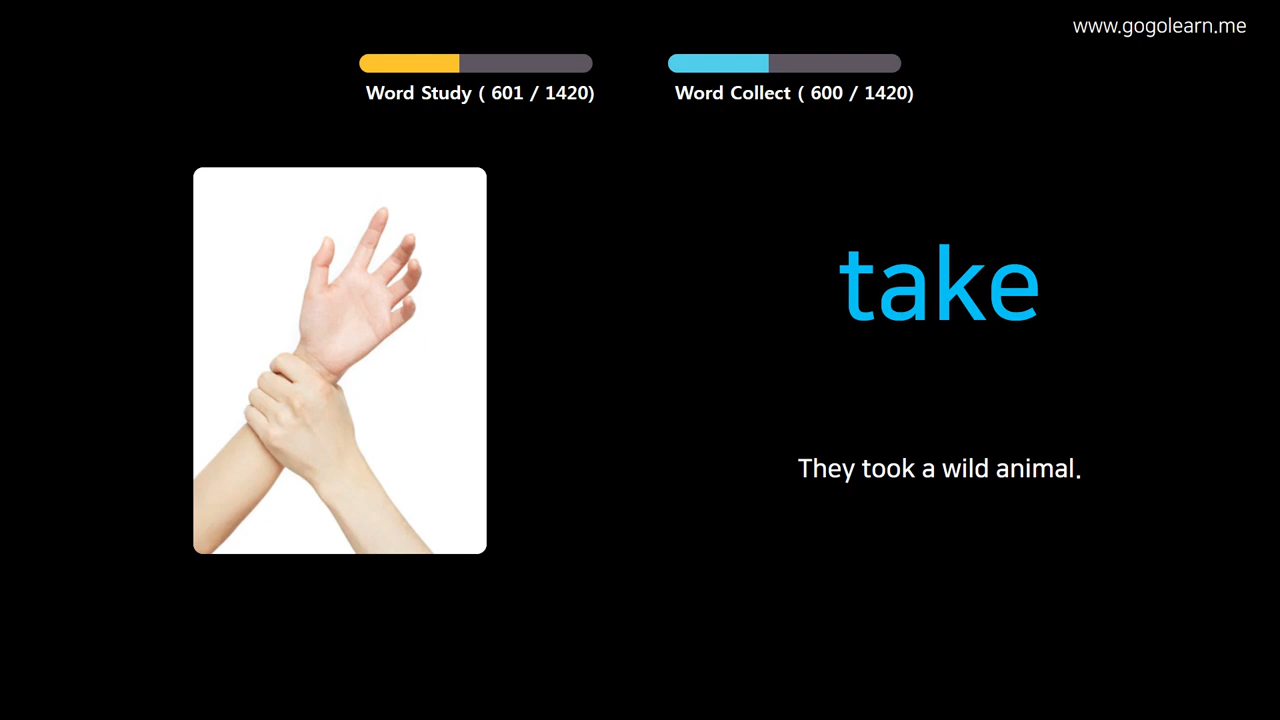 www.gogolearn.me
Word Study ( 601 / 1420)
Word Collect ( 600 / 1420)
take
They took a wild animal.